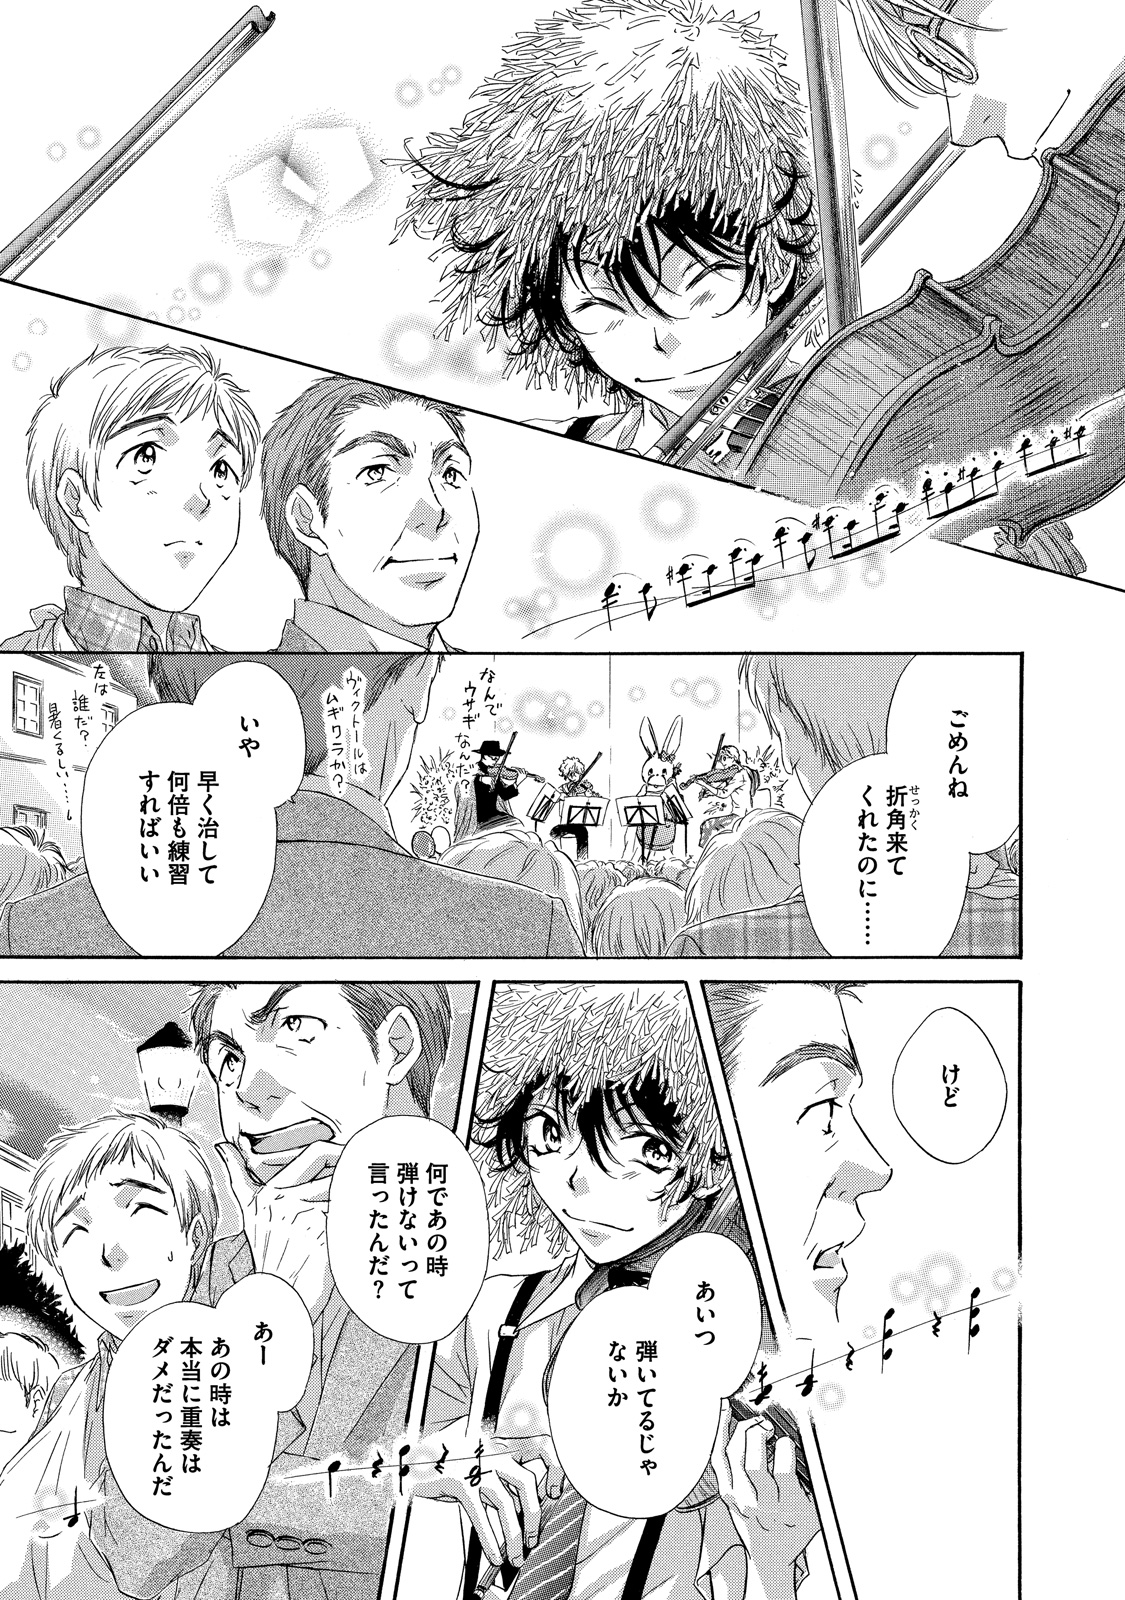 ごめんね
折角来て
せっかく
くれたのに……
なんで
ウサギ
なんだ?
ヴィクトールは
ムギワラか?
いや
早く治して
何倍も練習
すればいい
左は
誰だ?
暑くるしい……
けど
あいつ
弾いてるじゃ
ないか
何であの時
弾けないって
言ったんだ?
あー
あの時は
本当に重奏は
ダメだったんだ